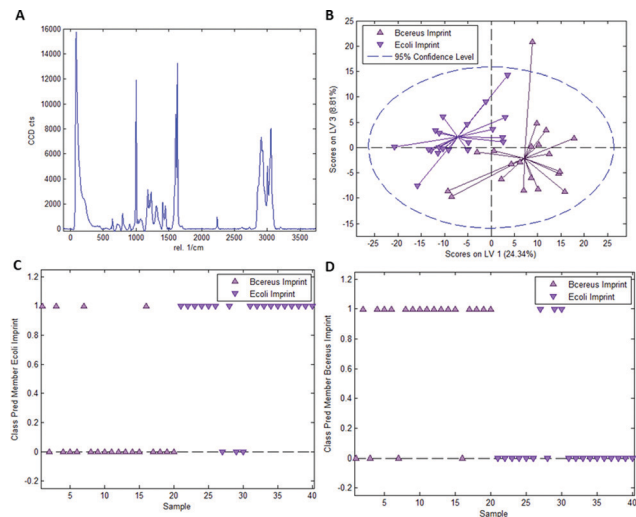 A
16000
14000
12000
10000
8000
6000
4000
2000
0
CCD cts
0 500 1000 1500 2000 2500 3000 3500
rel. 1/cm
B
Bcereus Imprint
Ecoli Imprint
95% Confidence Level
25
20
15
10
5
0
-5
-10
-15
Scores on LV 3 (8.81%)
-25 -20 -15 -10 -5 0 5 10 15 20 25
Scores on LV 1 (24.34%)
C
Bcereus Imprint
Ecoli Imprint
1.2
1
0.8
0.6
0.4
0.2
0
-0.2
Class Pred Member Ecoli Imprint
5 10 15 20 25 30 35 40
Sample
D
Bcereus Imprint
Ecoli Imprint
1.2
1
0.8
0.6
0.4
0.2
0
-0.2
Class Pred Member Bcereus Imprint
5 10 15 20 25 30 35 40
Sample